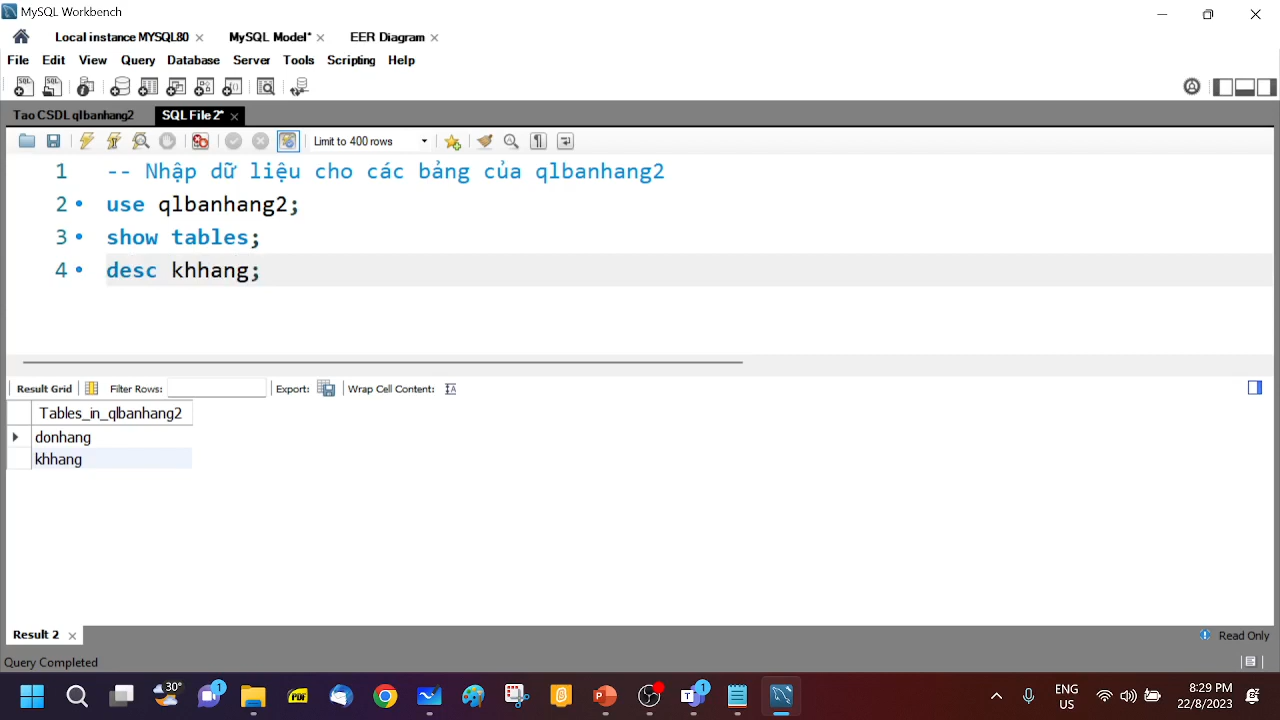 MySQL Workbench
Local instance MYSQL80 MySQL Model* EER Diagram
File Edit View Query Database Server Tools Scripting Help
Tao CSDL qlbanhang2 SQL File 2*
Limit to 400 rows
1 -- Nhập dữ liệu cho các bảng của qlbanhang2
2 use qlbanhang2;
3 show tables;
4 desc khhang;
Result Grid Filter Rows: Export: Wrap Cell Content:
Tables_in_qlbanhang2
donhang
khhang
Result 2 Read Only
Query Completed
30° 1 PDF 1 ENG 8:29 PM
US 22/8/2023